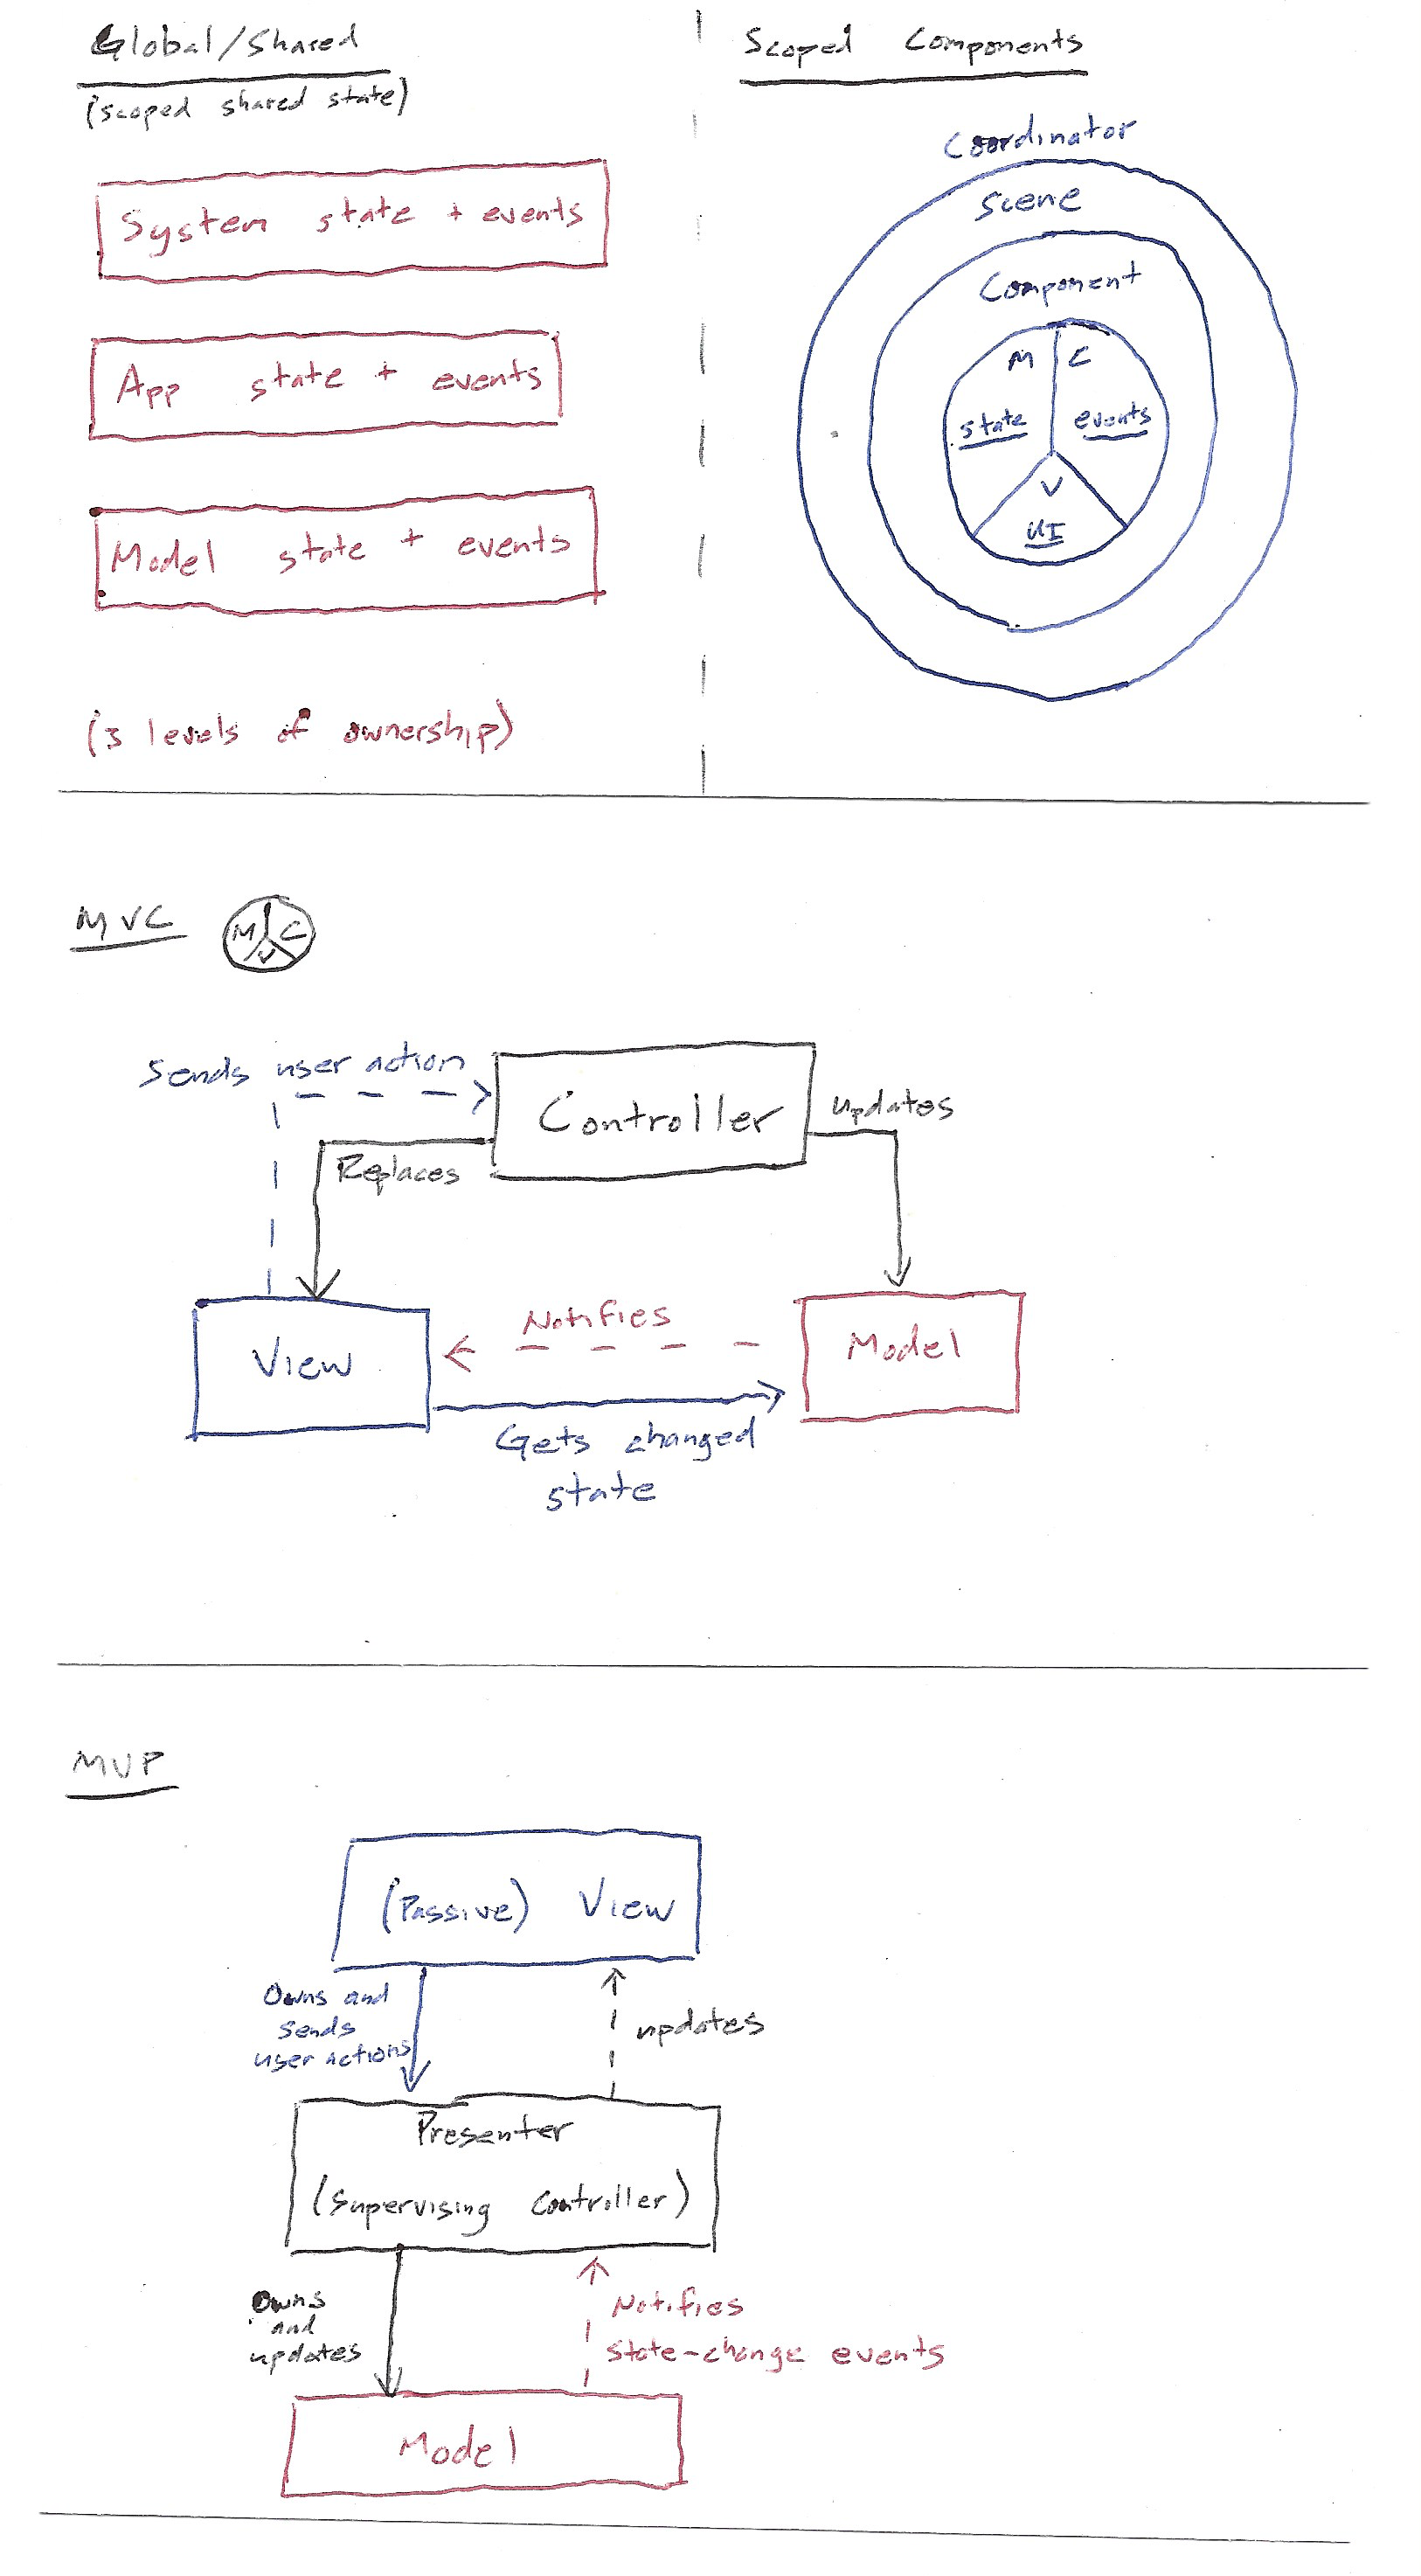 Global/Shared
(scoped shared state)
System state + events
App state + events
Model state + events
(3 levels of ownership)
Scoped Components
Coordinator
Scene
Component
M C
state events
V
UI
MVC
M C
V
Sends user action
Controller
updates
Replaces
View
Notifies
Model
Gets changed
state
MVP
(Passive) View
Owns and
sends
user actions
updates
Presenter
(Supervising Controller)
Owns
and
updates
Notifies
state-change events
Model